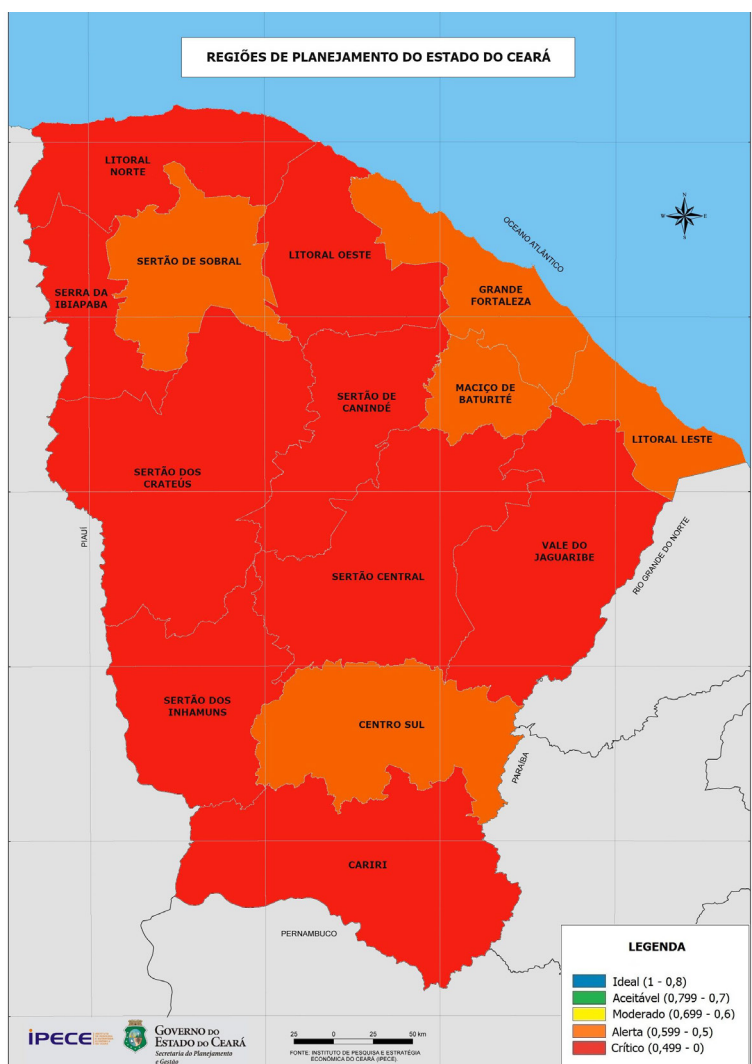 REGIÕES DE PLANEJAMENTO DO ESTADO DO CEARÁ
LITORAL
NORTE
N
W
E
S
OCEANO ATLÂNTICO
SERTÃO DE SOBRAL
LITORAL OESTE
SERRA DA
IBIAPABA
GRANDE
FORTALEZA
SERTÃO DE
CANINDÉ
MACIÇO DE
BATURITÉ
LITORAL LESTE
SERTÃO DOS
CRATEÚS
PIAUÍ
VALE DO
JAGUARIBE
RIO GRANDE DO NORTE
SERTÃO CENTRAL
SERTÃO DOS
INHAMUNS
CENTRO SUL
PARAÍBA
CARIRI
PERNAMBUCO
LEGENDA
Ideal (1 - 0,8)
Aceitável (0,799 - 0,7)
Moderado (0,699 - 0,6)
Alerta (0,599 - 0,5)
Crítico (0,499 - 0)
iPECE
GOVERNO DO
ESTADO DO CEARÁ
Secretaria do Planejamento
e Gestão
25 0 25 50 km
FONTE: INSTITUTO DE PESQUISA E ESTRATÉGIA
ECONÔMICA DO CEARÁ (IPECE).